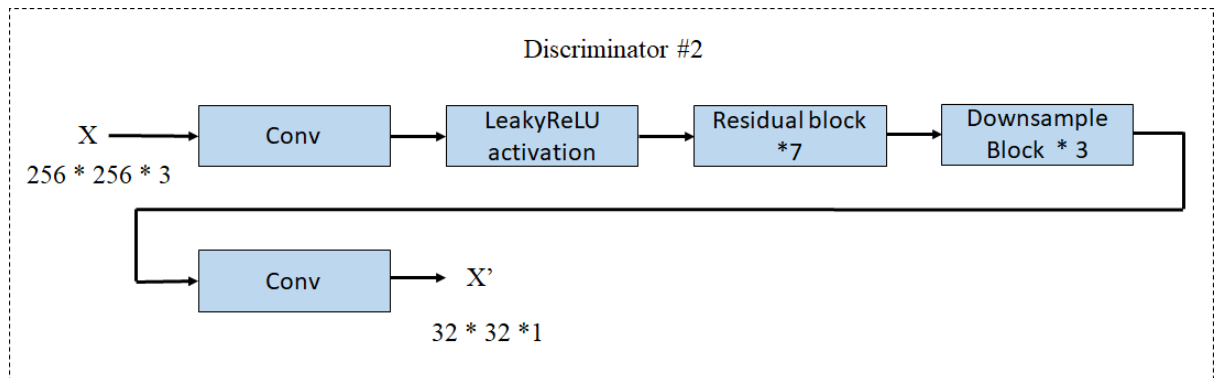 Discriminator #2
X
256 * 256 * 3
Conv
LeakyReLU
activation
Residual block
*7
Downsample
Block * 3
Conv
X’
32 * 32 *1